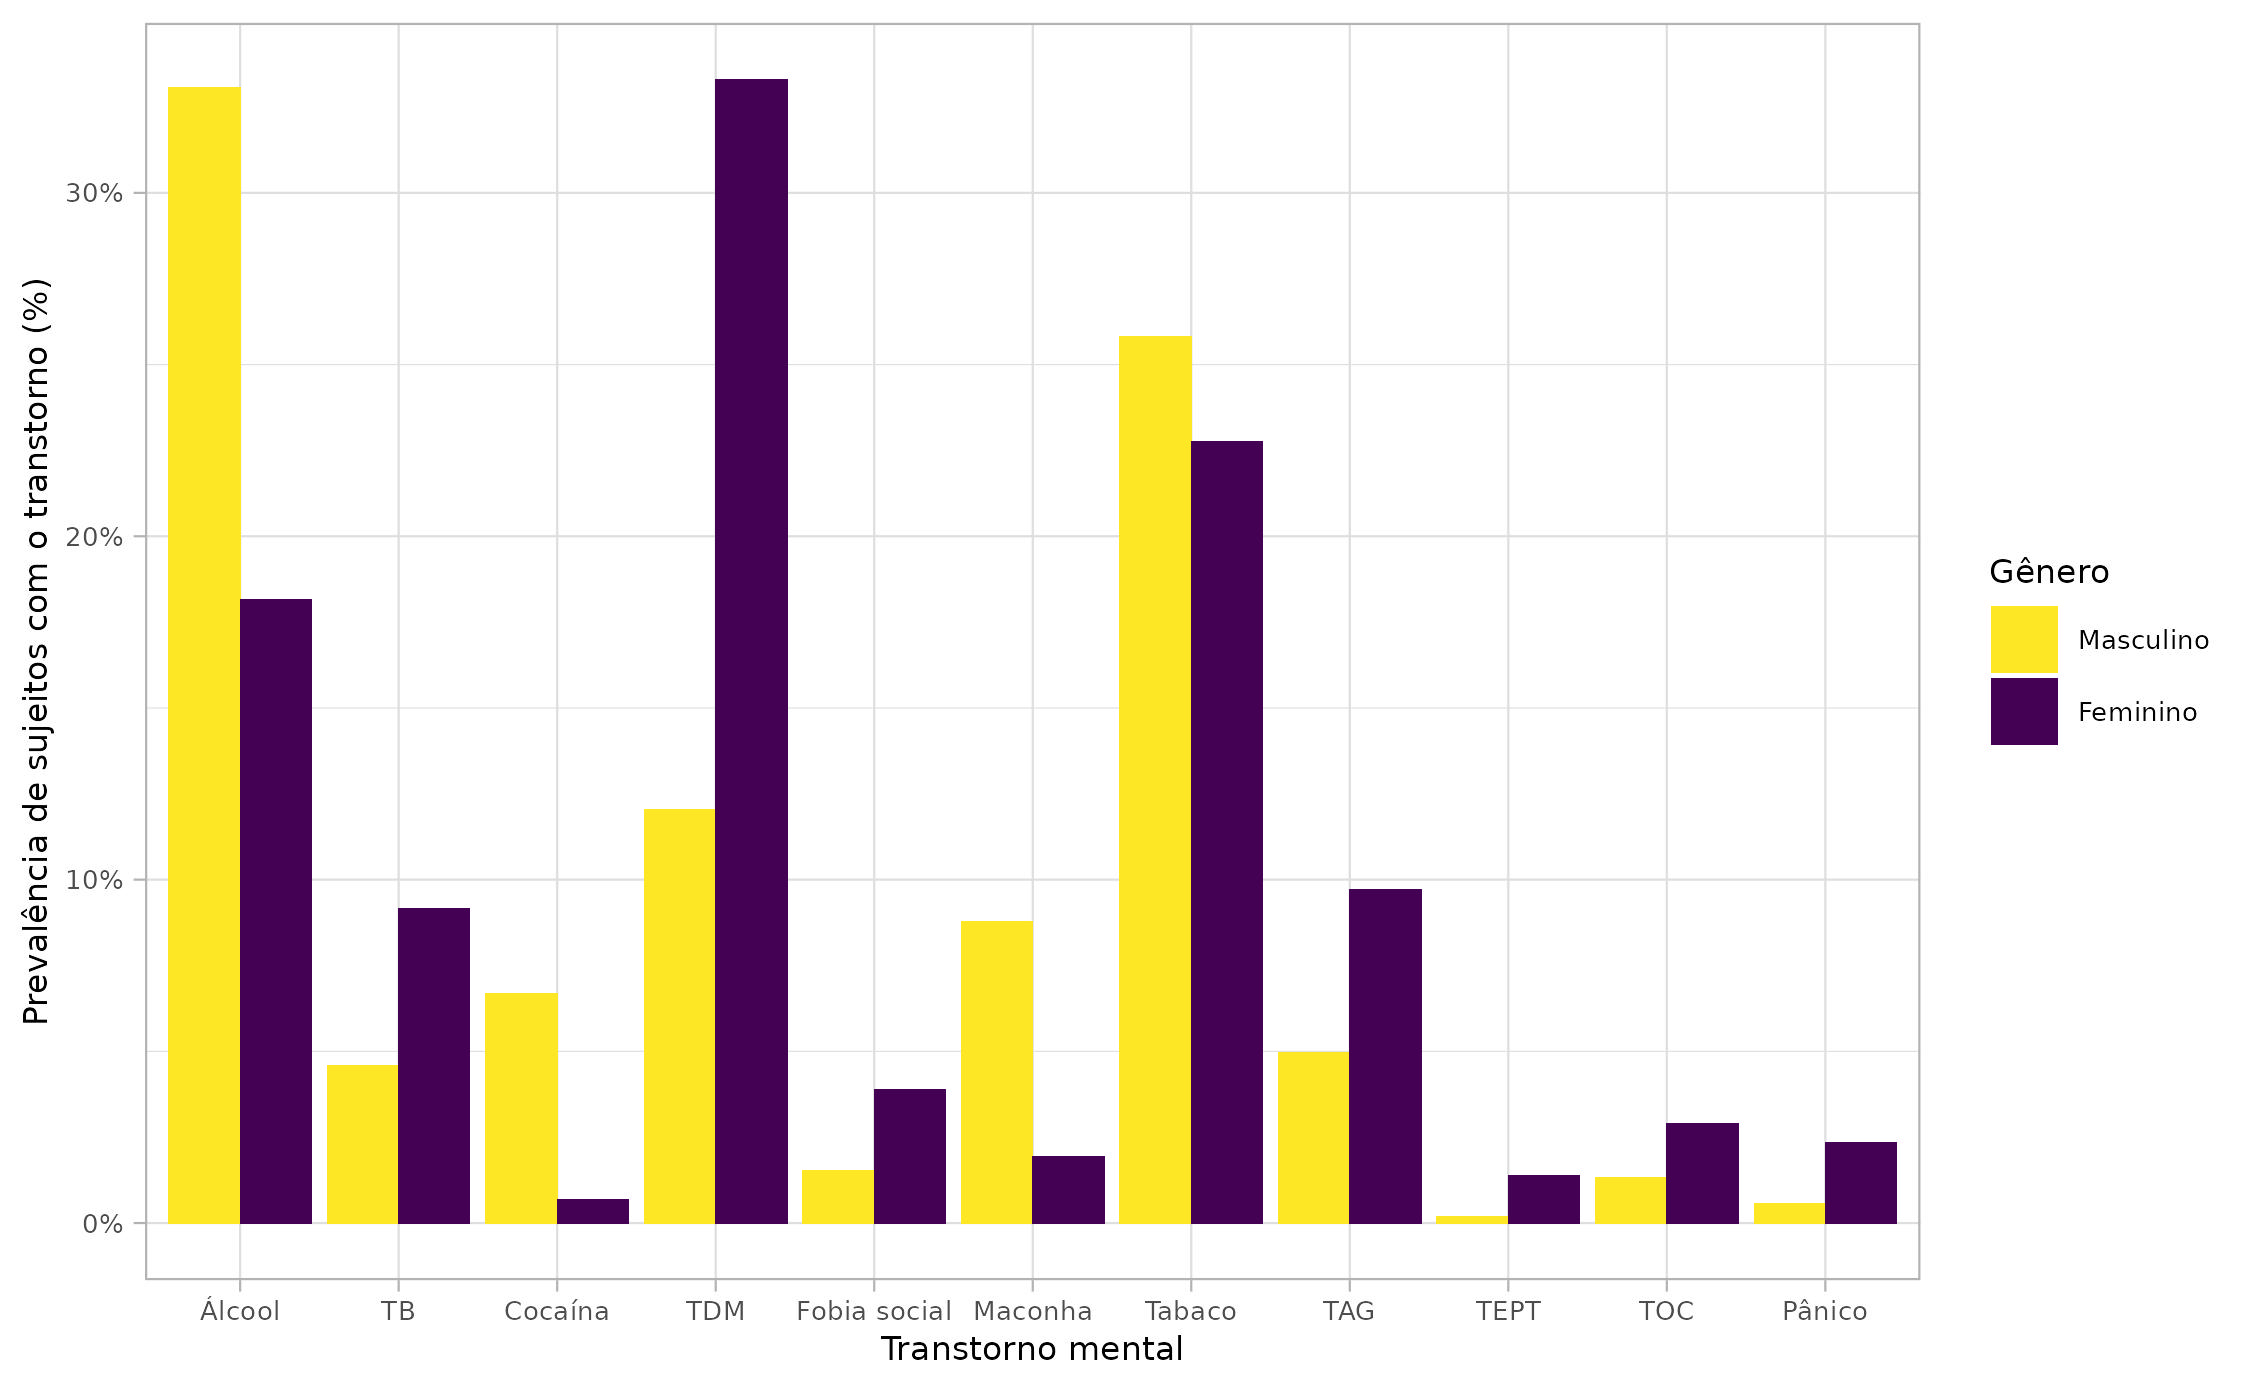 Prevalência de sujeitos com o transtorno (%)
30%
20%
10%
0%
Álcool TB Cocaína TDM Fobia social Maconha Tabaco TAG TEPT TOC Pânico
Transtorno mental
Gênero
Masculino
Feminino